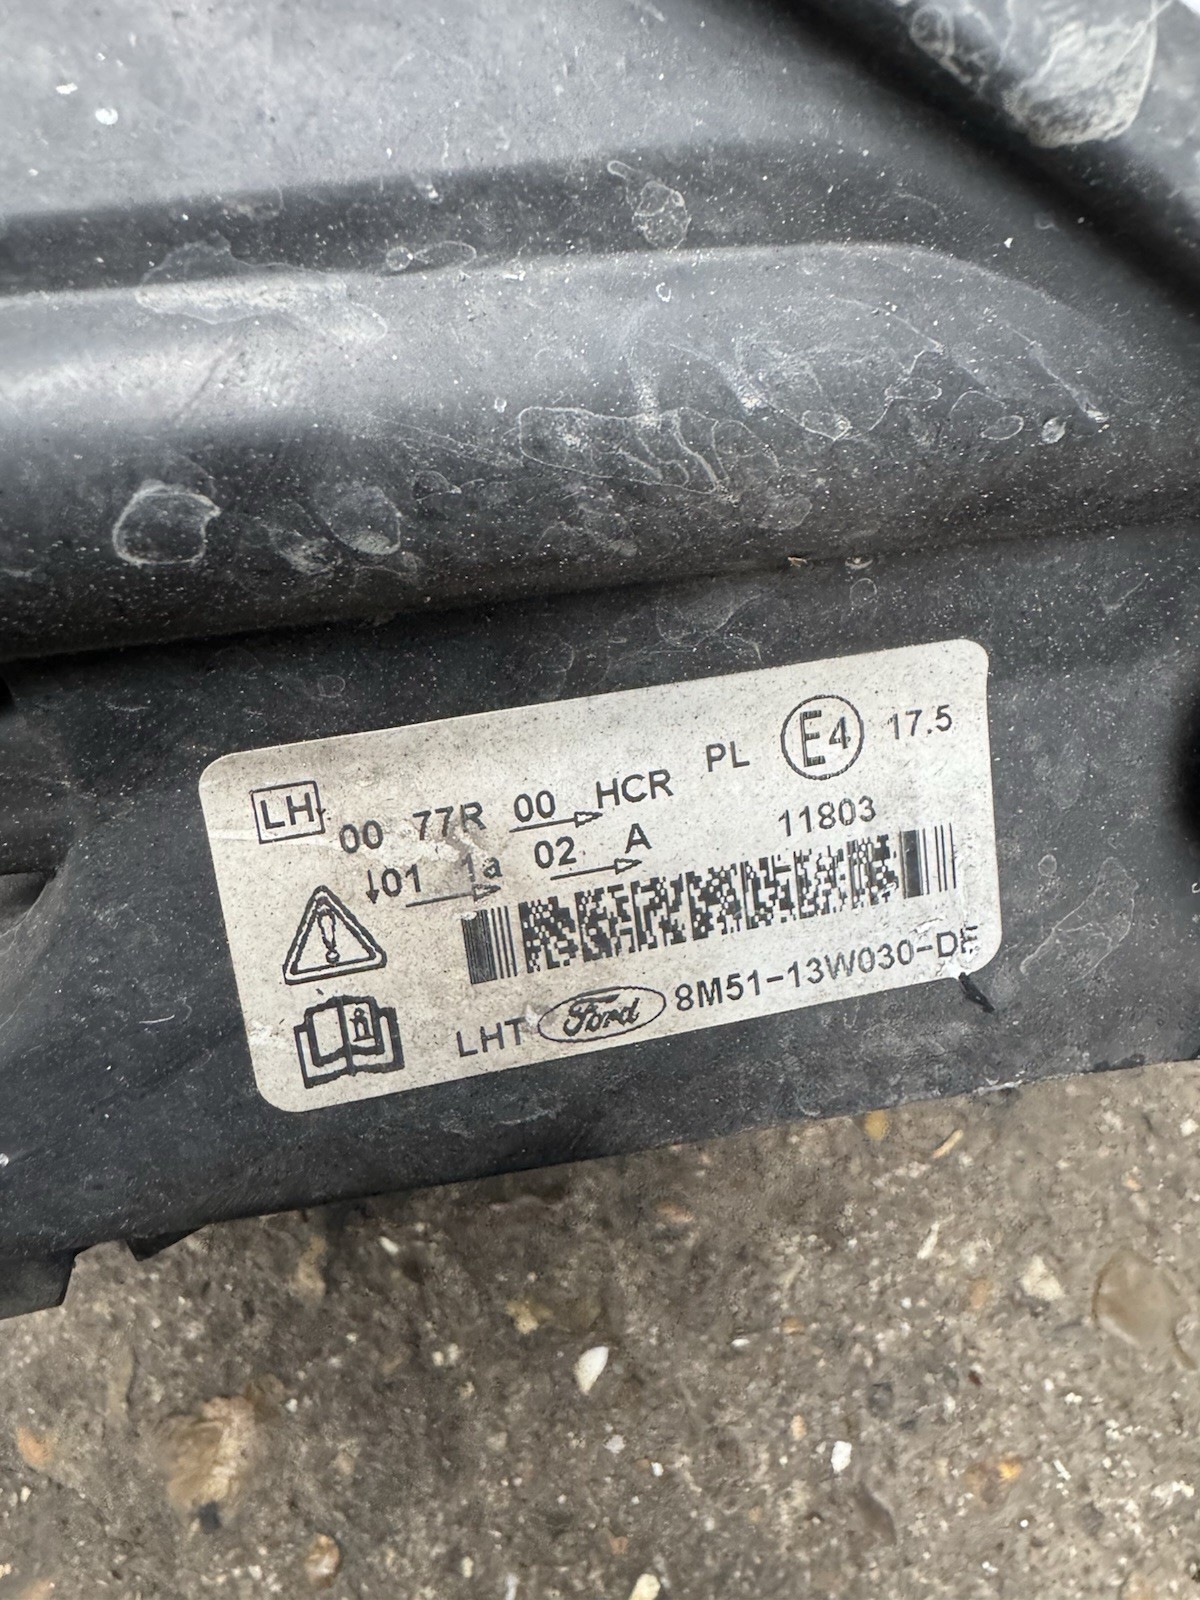 LH 00 77R 00 HCR PL E4 17.5
01 1a 02 A 11803
LHT Ford 8M51-13W030-DE